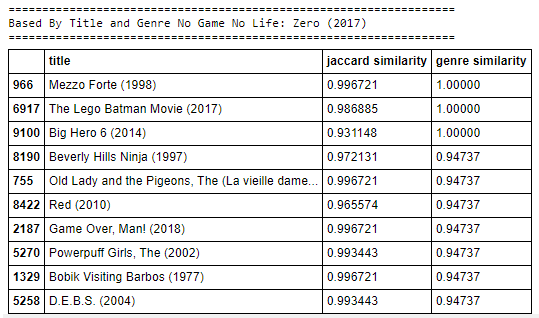 ==============================================================
Based By Title and Genre No Game No Life: Zero (2017)
==============================================================
title jaccard similarity genre similarity
966 Mezzo Forte (1998) 0.996721 1.00000
6917 The Lego Batman Movie (2017) 0.986885 1.00000
9100 Big Hero 6 (2014) 0.931148 1.00000
8190 Beverly Hills Ninja (1997) 0.972131 0.94737
755 Old Lady and the Pigeons, The (La vieille dame... 0.996721 0.94737
8422 Red (2010) 0.965574 0.94737
2187 Game Over, Man! (2018) 0.996721 0.94737
5270 Powerpuff Girls, The (2002) 0.993443 0.94737
1329 Bobik Visiting Barbos (1977) 0.996721 0.94737
5258 D.E.B.S. (2004) 0.993443 0.94737